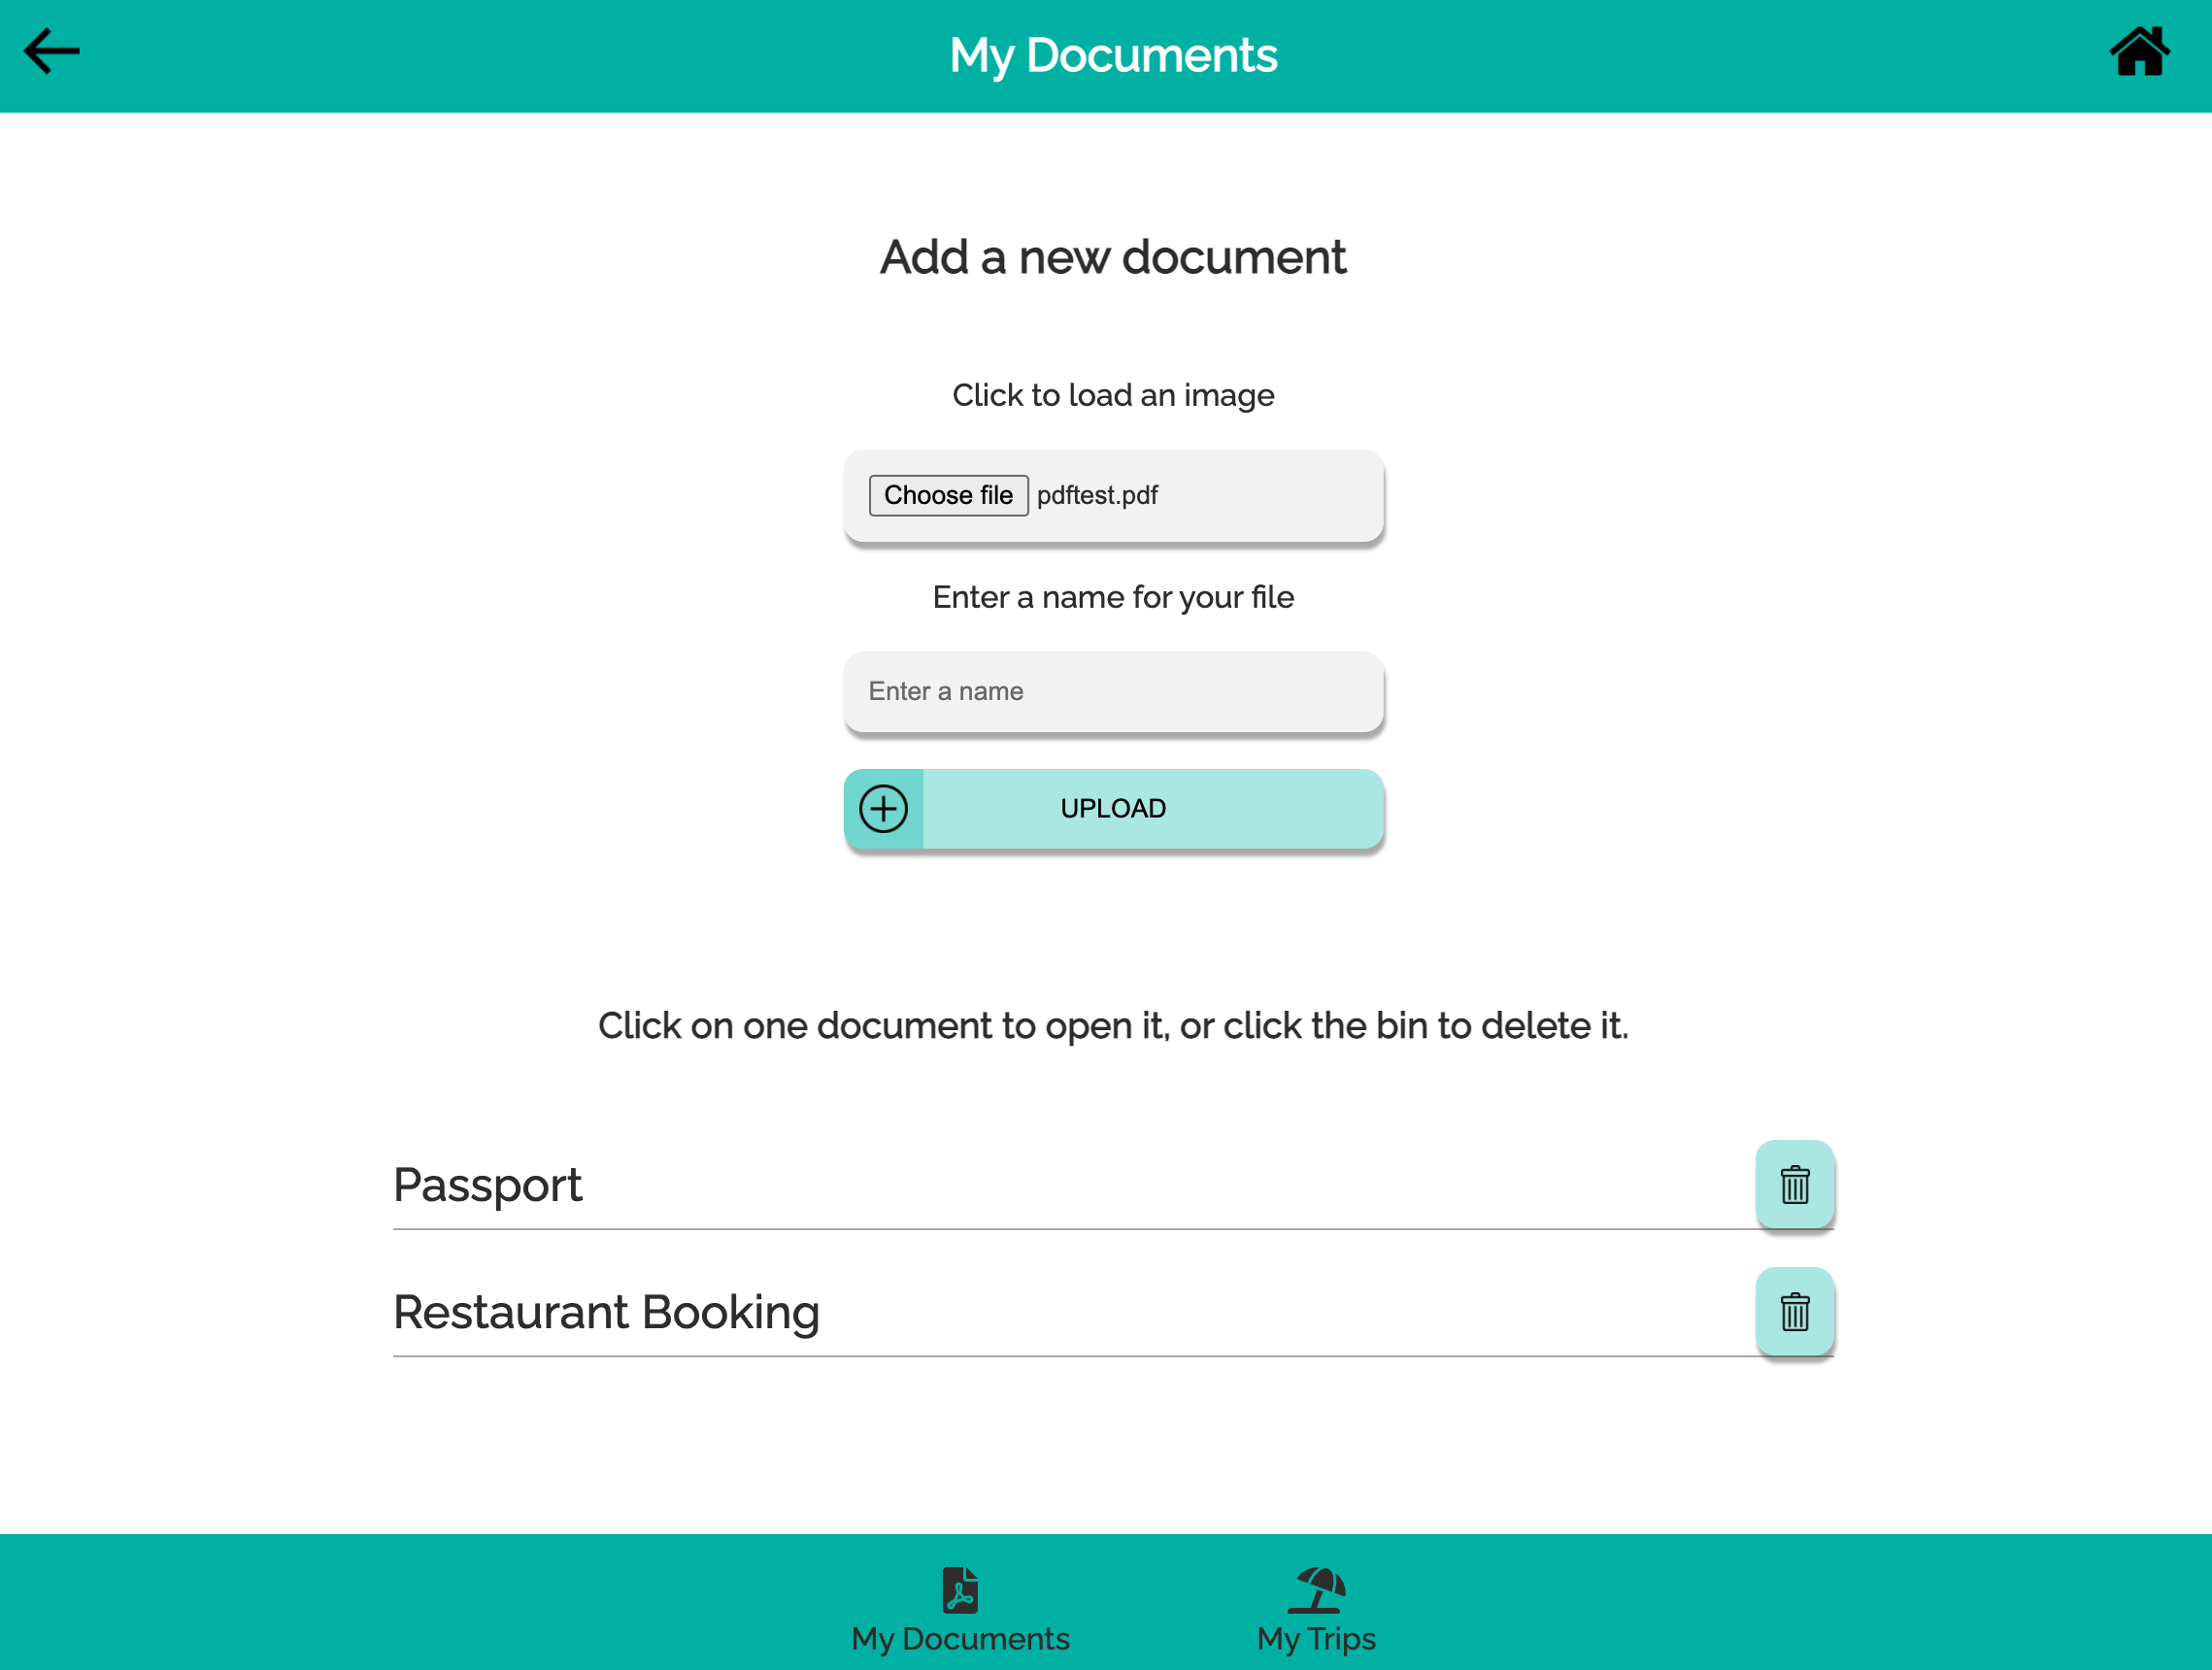 My Documents
Add a new document
Click to load an image
Choose file pdftest.pdf
Enter a name for your file
Enter a name
UPLOAD
Click on one document to open it, or click the bin to delete it.
Passport
Restaurant Booking
My Documents
My Trips